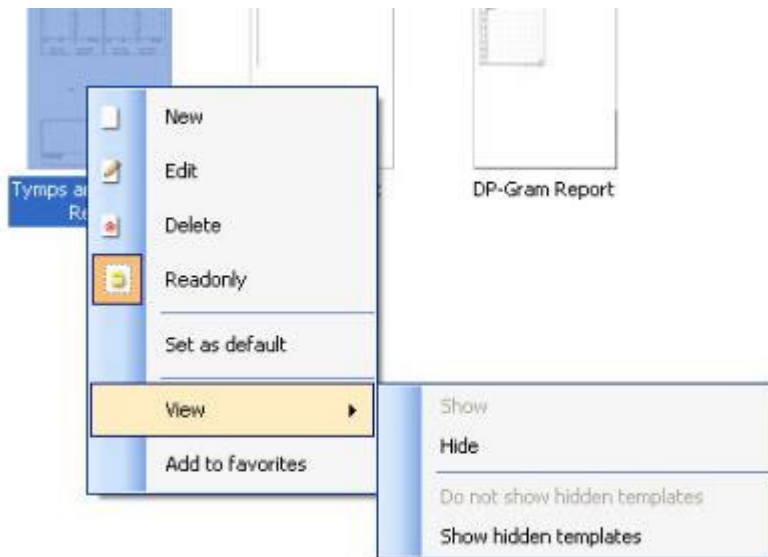 New
Edit
Tymps a
Re
DP-Gram Report
Delete
Readonly
Set as default
View
Show
Hide
Add to favorites
Do not show hidden templates
Show hidden templates